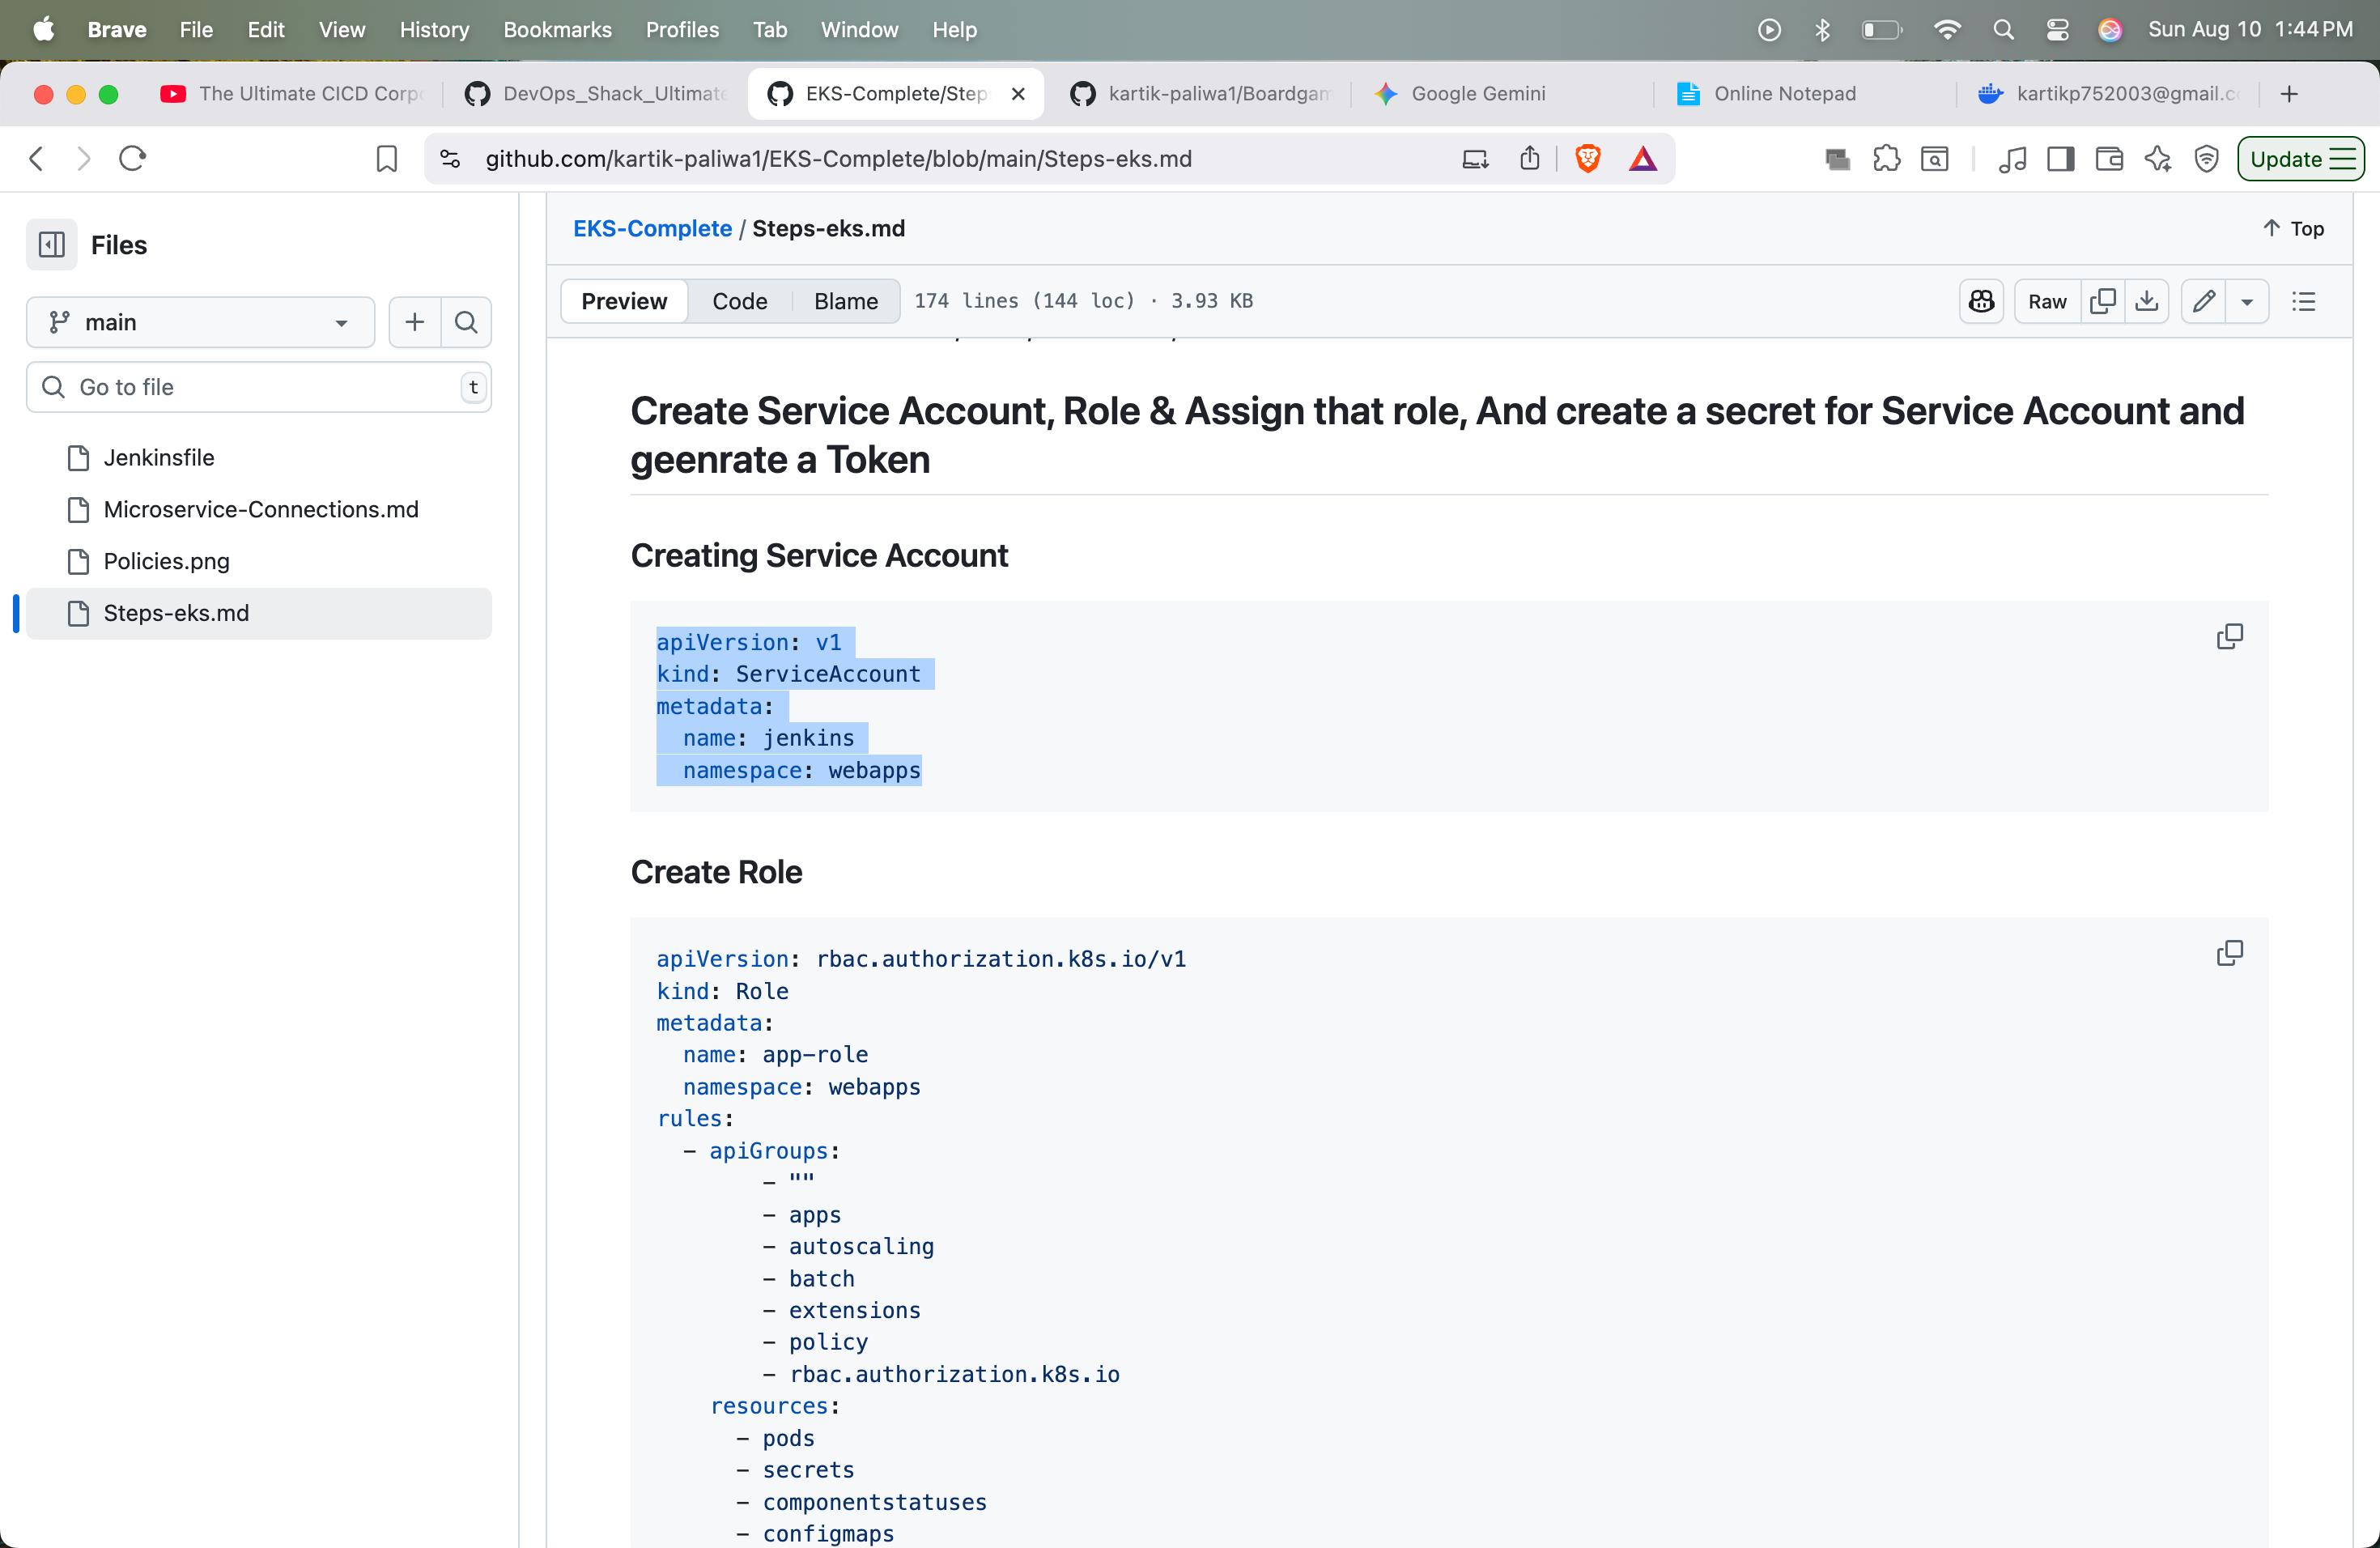 Brave File Edit View History Bookmarks Profiles Tab Window Help Sun Aug 10 1:44 PM
The Ultimate CICD Corp DevOps_Shack_Ultimate EKS-Complete/Step kartik-paliwa1/Boardgam Google Gemini Online Notepad kartikp752003@gmail.c
github.com/kartik-paliwa1/EKS-Complete/blob/main/Steps-eks.md Update
Files
main
Go to file t
Jenkinsfile
Microservice-Connections.md
Policies.png
Steps-eks.md
EKS-Complete / Steps-eks.md Top
Preview Code Blame 174 lines (144 loc) · 3.93 KB Raw
Create Service Account, Role & Assign that role, And create a secret for Service Account and
geenrate a Token
Creating Service Account
apiVersion: v1
kind: ServiceAccount
metadata:
  name: jenkins
  namespace: webapps
Create Role
apiVersion: rbac.authorization.k8s.io/v1
kind: Role
metadata:
  name: app-role
  namespace: webapps
rules:
  - apiGroups:
        - ""
        - apps
        - autoscaling
        - batch
        - extensions
        - policy
        - rbac.authorization.k8s.io
    resources:
      - pods
      - secrets
      - componentstatuses
      - configmaps